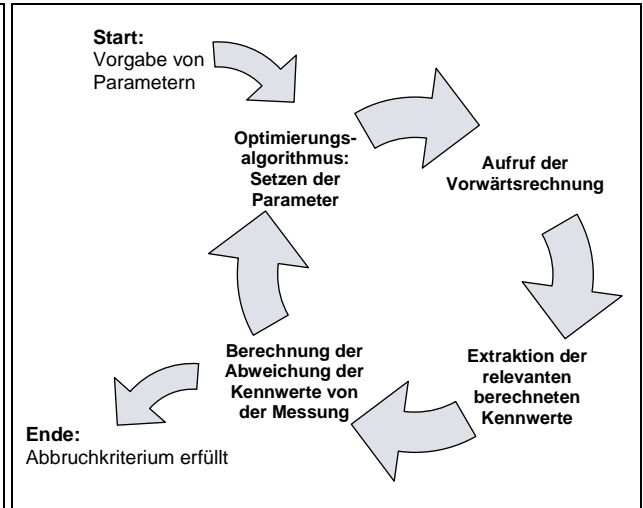 Start:
Vorgabe von
Parametern
Optimierungs-
algorithmus:
Setzen der
Parameter
Aufruf der
Vorwärtsrechnung
Extraktion der
relevanten
berechneten
Kennwerte
Berechnung der
Abweichung der
Kennwerte von
der Messung
Ende:
Abbruchkriterium erfüllt